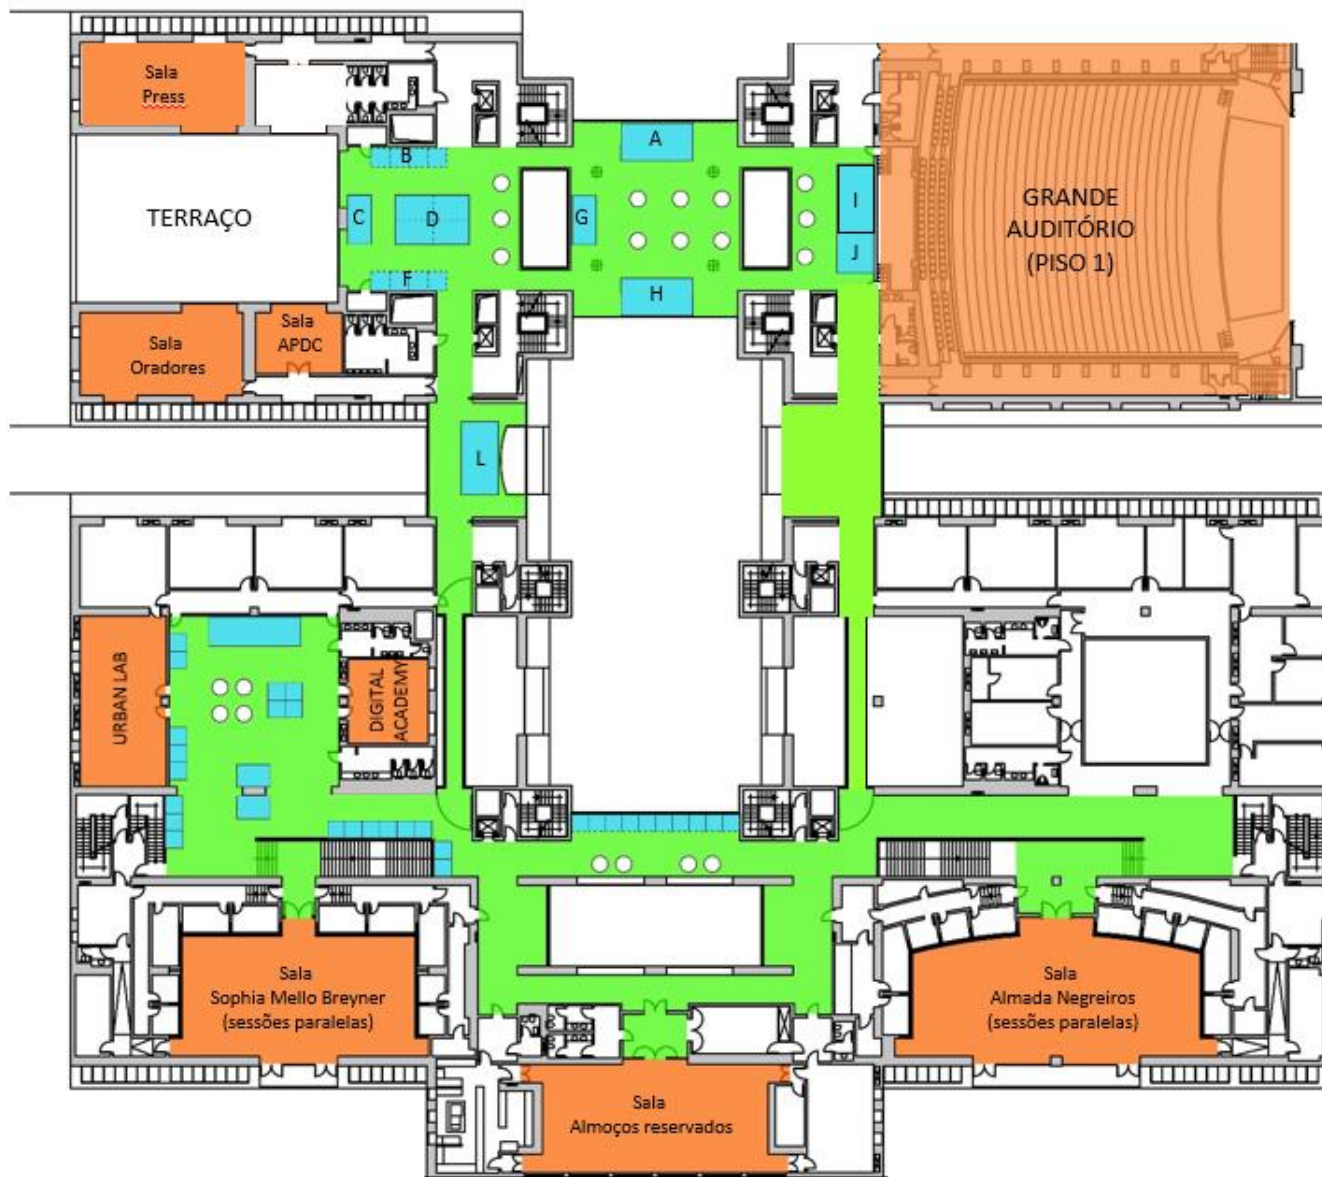 Sala
Press
A
B
I
C
D
G
TERRAÇO
GRANDE
AUDITÓRIO
(PISO 1)
J
F
H
Sala
Oradores
Sala
APDC
L
URBAN LAB
DIGITAL
ACADEMY
Sala
Sophia Mello Breyner
(sessões paralelas)
Sala
Almada Negreiros
(sessões paralelas)
Sala
Almoços reservados